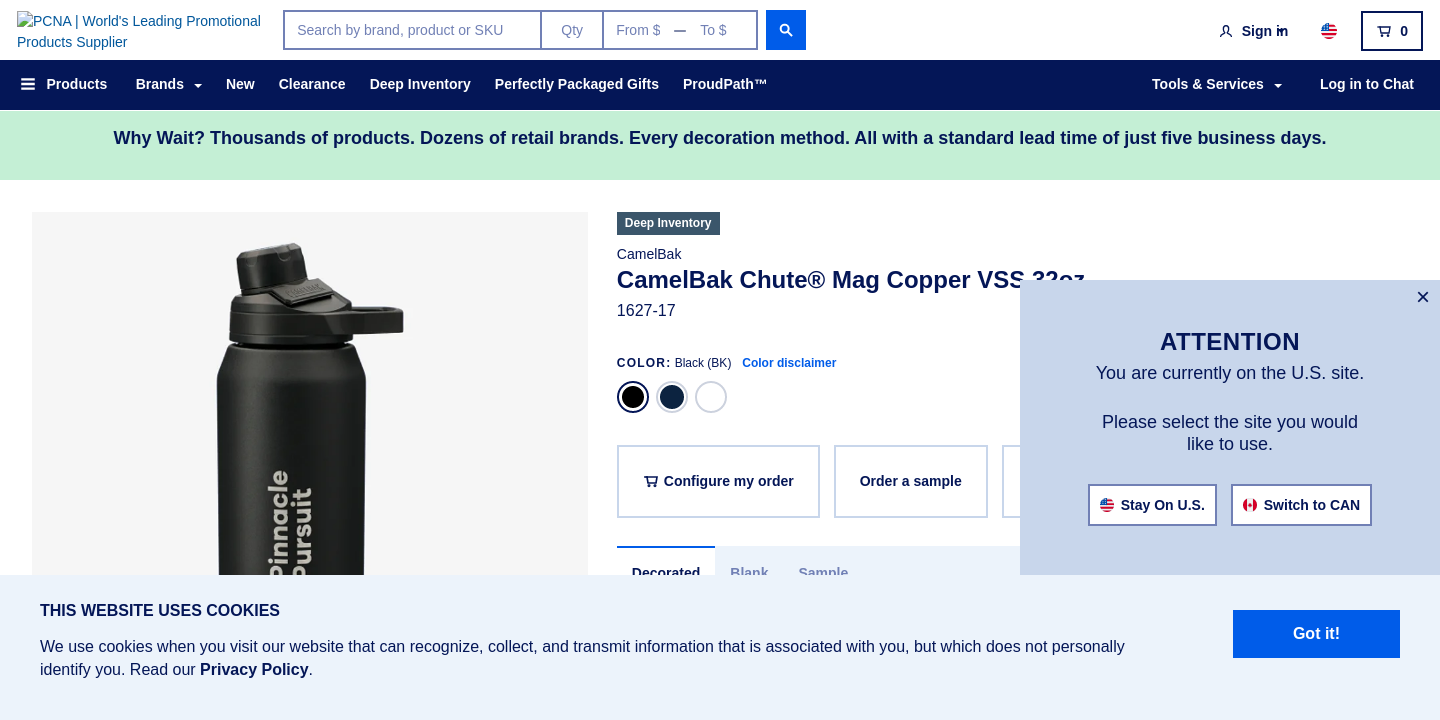 PCNA | World's Leading Promotional
Products Supplier
Search by brand, product or SKU
Qty
From $ — To $
Sign in
0
Products
Brands
New
Clearance
Deep Inventory
Perfectly Packaged Gifts
ProudPath™
Tools & Services
Log in to Chat
Why Wait? Thousands of products. Dozens of retail brands. Every decoration method. All with a standard lead time of just five business days.
Pinnacle
Pursuit
Deep Inventory
CamelBak
CamelBak Chute® Mag Copper VSS 32oz
1627-17
COLOR: Black (BK) Color disclaimer
Configure my order
Order a sample
Decorated
Blank
Sample
×
ATTENTION
You are currently on the U.S. site.
Please select the site you would
like to use.
Stay On U.S.
Switch to CAN
THIS WEBSITE USES COOKIES
We use cookies when you visit our website that can recognize, collect, and transmit information that is associated with you, but which does not personally
identify you. Read our Privacy Policy.
Got it!